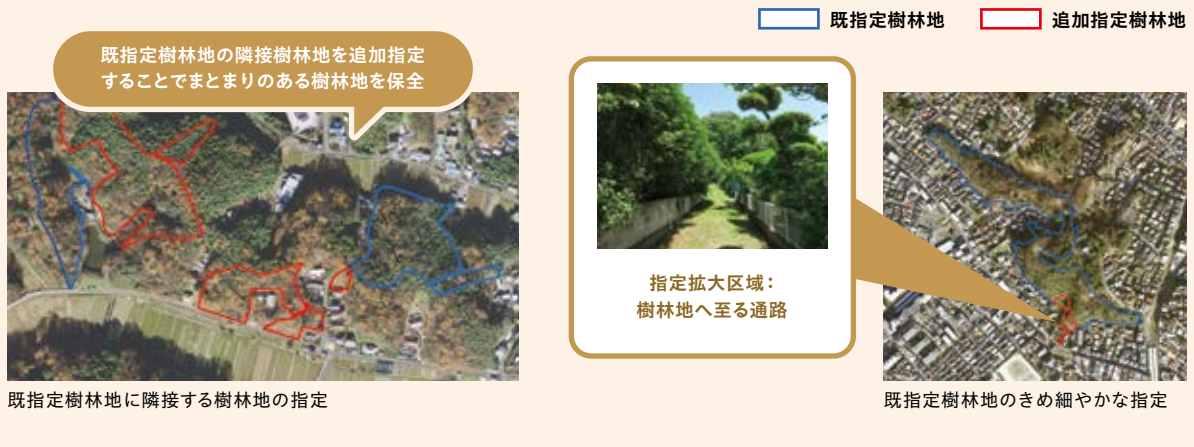 既指定樹林地
追加指定樹林地
既指定樹林地の隣接樹林地を追加指定
することでまとまりのある樹林地を保全
指定拡大区域：
樹林地へ至る通路
既指定樹林地に隣接する樹林地の指定
既指定樹林地のきめ細やかな指定